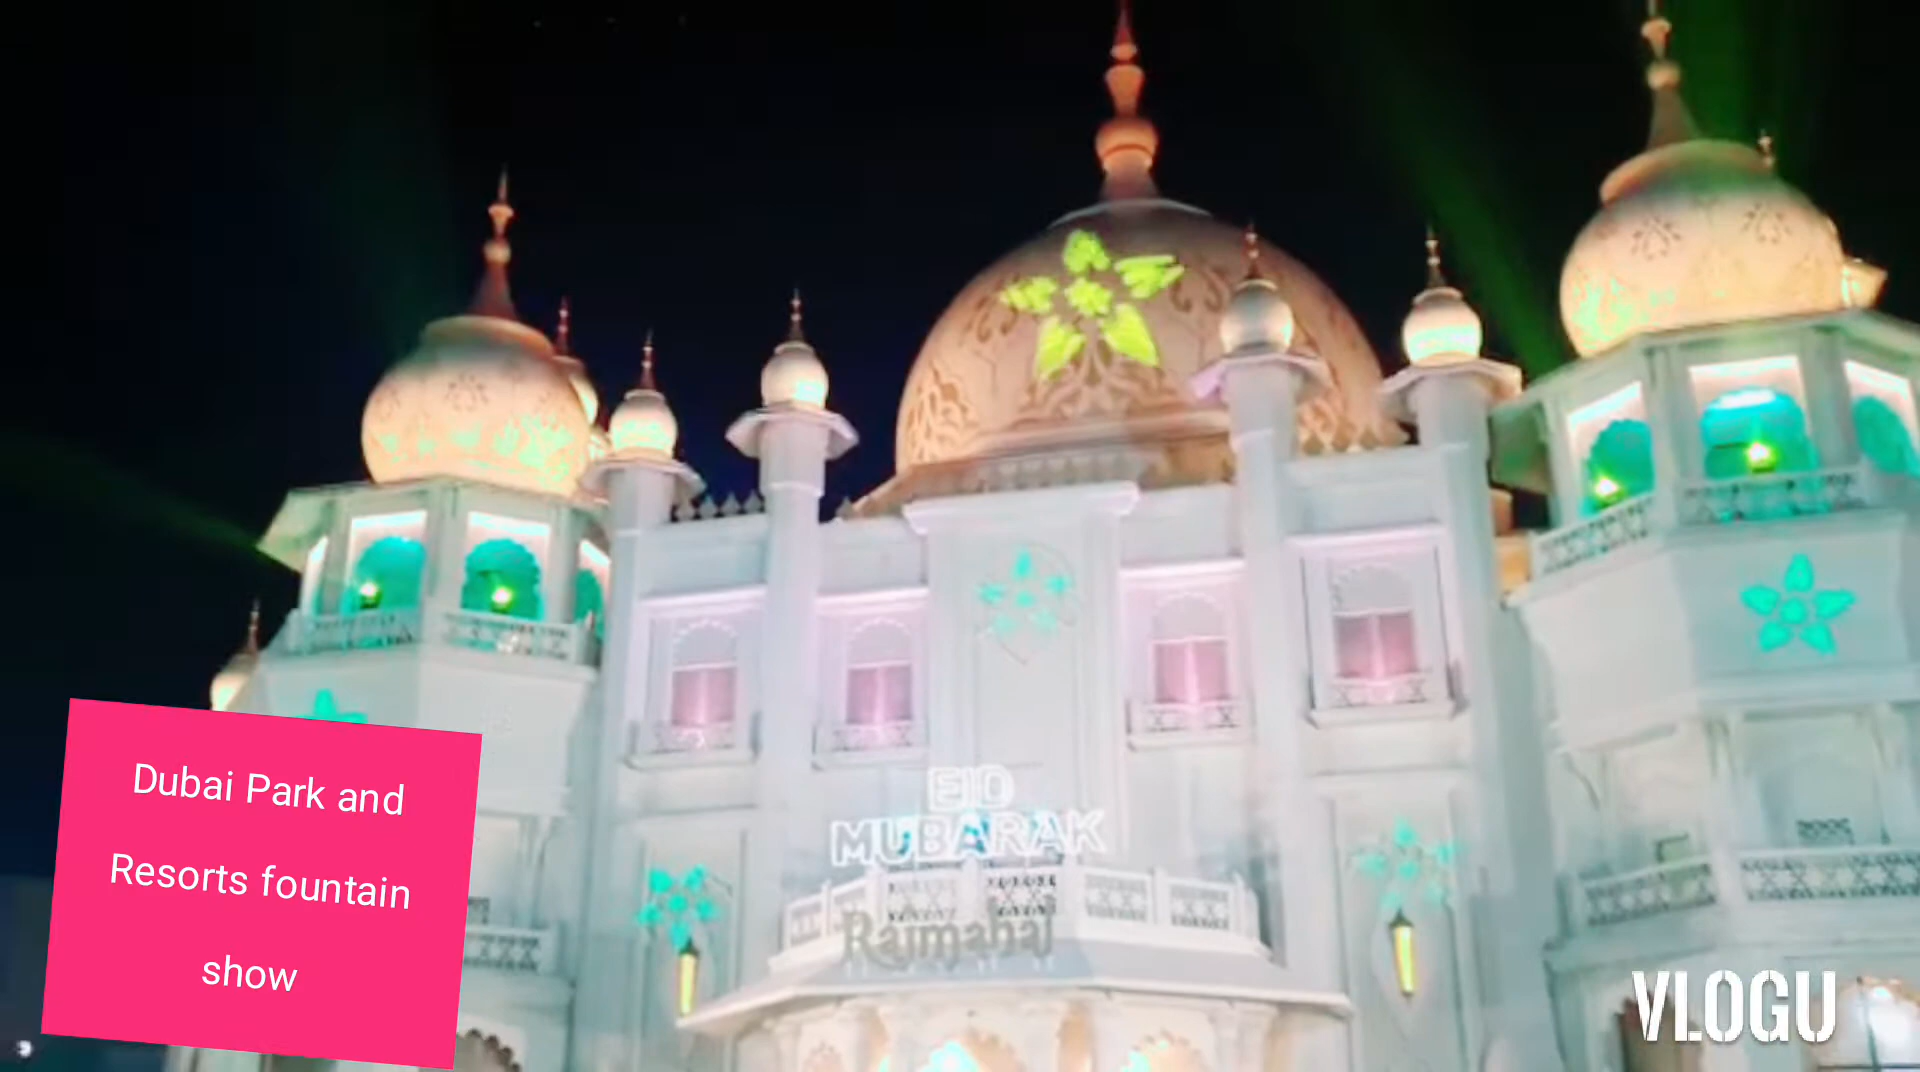 EID
MUBARAK
Rajmahal
Dubai Park and
Resorts fountain
show
VLOGU